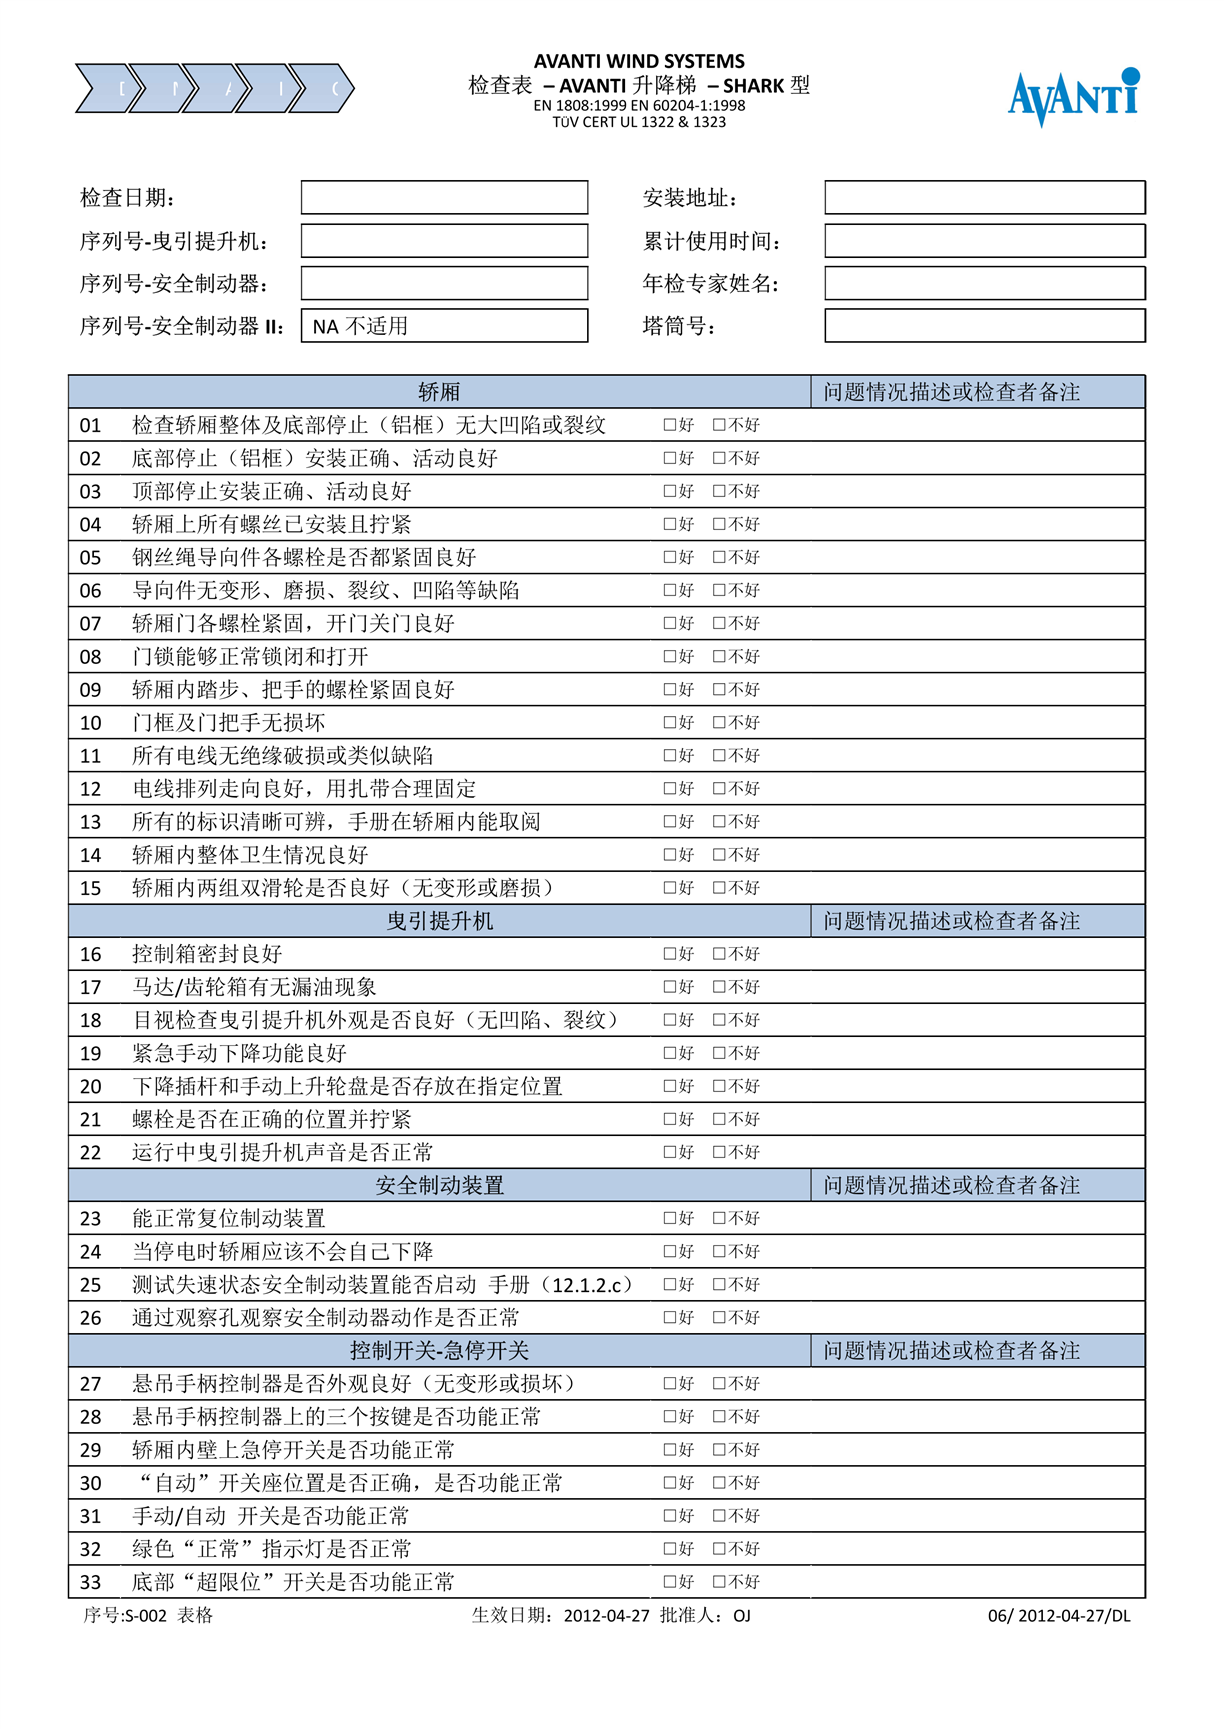 AVANTI WIND SYSTEMS
检查表 – AVANTI 升降梯 – SHARK 型
EN 1808:1999 EN 60204-1:1998
TÜV CERT UL 1322 & 1323
AVANTI
检查日期： 安装地址：
序列号-曳引提升机： 累计使用时间：
序列号-安全制动器： 年检专家姓名:
序列号-安全制动器 II： NA 不适用 塔筒号：
轿厢 问题情况描述或检查者备注
01 检查轿厢整体及底部停止（铝框）无大凹陷或裂纹 □好 □不好
02 底部停止（铝框）安装正确、活动良好 □好 □不好
03 顶部停止安装正确、活动良好 □好 □不好
04 轿厢上所有螺丝已安装且拧紧 □好 □不好
05 钢丝绳导向件各螺栓是否都紧固良好 □好 □不好
06 导向件无变形、磨损、裂纹、凹陷等缺陷 □好 □不好
07 轿厢门各螺栓紧固，开门关门良好 □好 □不好
08 门锁能够正常锁闭和打开 □好 □不好
09 轿厢内踏步、把手的螺栓紧固良好 □好 □不好
10 门框及门把手无损坏 □好 □不好
11 所有电线无绝缘破损或类似缺陷 □好 □不好
12 电线排列走向良好，用扎带合理固定 □好 □不好
13 所有的标识清晰可辨，手册在轿厢内能取阅 □好 □不好
14 轿厢内整体卫生情况良好 □好 □不好
15 轿厢内两组双滑轮是否良好（无变形或磨损） □好 □不好
曳引提升机 问题情况描述或检查者备注
16 控制箱密封良好 □好 □不好
17 马达/齿轮箱有无漏油现象 □好 □不好
18 目视检查曳引提升机外观是否良好（无凹陷、裂纹） □好 □不好
19 紧急手动下降功能良好 □好 □不好
20 下降插杆和手动上升轮盘是否存放在指定位置 □好 □不好
21 螺栓是否在正确的位置并拧紧 □好 □不好
22 运行中曳引提升机声音是否正常 □好 □不好
安全制动装置 问题情况描述或检查者备注
23 能正常复位制动装置 □好 □不好
24 当停电时轿厢应该不会自己下降 □好 □不好
25 测试失速状态安全制动装置能否启动 手册（12.1.2.c） □好 □不好
26 通过观察孔观察安全制动器动作是否正常 □好 □不好
控制开关-急停开关 问题情况描述或检查者备注
27 悬吊手柄控制器是否外观良好（无变形或损坏） □好 □不好
28 悬吊手柄控制器上的三个按键是否功能正常 □好 □不好
29 轿厢内壁上急停开关是否功能正常 □好 □不好
30 “自动”开关座位置是否正确，是否功能正常 □好 □不好
31 手动/自动 开关是否功能正常 □好 □不好
32 绿色“正常”指示灯是否正常 □好 □不好
33 底部“超限位”开关是否功能正常 □好 □不好
序号:S-002 表格 生效日期：2012-04-27 批准人：OJ 06/ 2012-04-27/DL